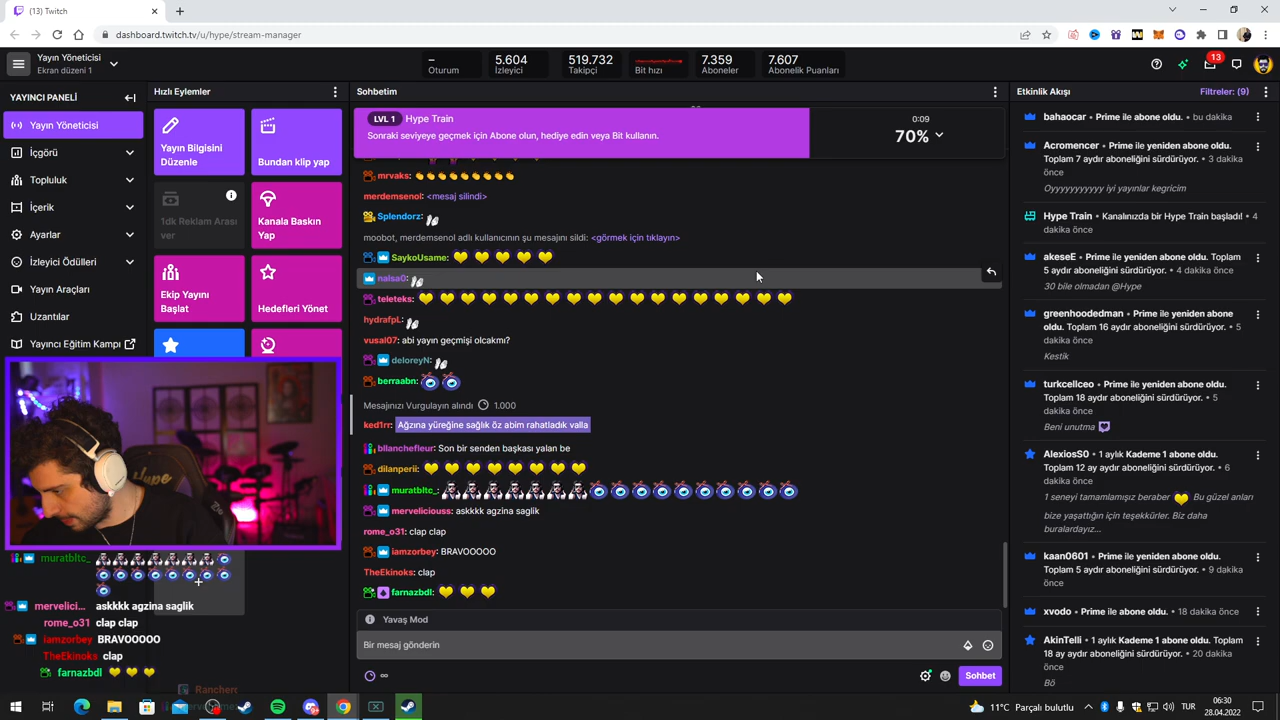 (13) Twitch
dashboard.twitch.tv/u/hype/stream-manager
Yayın Yöneticisi
Ekran düzeni 1
–
Oturum
5.604
İzleyici
519.732
Takipçi
Bit hızı
7.359
Aboneler
7.607
Abonelik Puanları
13
YAYINCI PANELİ
Yayın Yöneticisi
İçgörü
Topluluk
İçerik
Ayarlar
İzleyici Ödülleri
Yayın Araçları
Uzantılar
Yayıncı Eğitim Kampı
Hızlı Eylemler
Yayın Bilgisini
Düzenle
Bundan klip yap
1dk Reklam Arası
ver
Kanala Baskın
Yap
Ekip Yayını
Başlat
Hedefleri Yönet
Sohbetim
LVL 1 Hype Train
Sonraki seviyeye geçmek için Abone olun, hediye edin veya Bit kullanın.
0:09
70%
mrvaks:
merdemsenol: <mesaj silindi>
Splendorz:
moobot, merdemsenol adlı kullanıcının şu mesajını sildi: <görmek için tıklayın>
SaykoUsame:
nalsa0:
teleteks:
hydrafpL:
vusal07: abi yayın geçmişi olcakmı?
deloreyN:
berraabn:
Mesajınızı Vurgulayın alındı 1.000
ked1rr: Ağzına yüreğine sağlık öz abim rahatladık valla
bllanchefleur: Son bir senden başkası yalan be
dilanperii:
muratbltc_:
merveliciouss: askkkk agzina saglik
rome_o31: clap clap
iamzorbey: BRAVOOOOO
TheEkinoks: clap
farnazbdl:
Yavaş Mod
Bir mesaj gönderin
Sohbet
Etkinlik Akışı
Filtreler: (9)
bahaocar • Prime ile abone oldu. • bu dakika
Acromencer • Prime ile yeniden abone oldu.
Toplam 7 aydır aboneliğini sürdürüyor. • 3 dakika
önce
Oyyyyyyyyyyy iyi yayınlar kegricim
Hype Train • Kanalınızda bir Hype Train başladı! • 4
dakika önce
akeseE • Prime ile yeniden abone oldu. Toplam
5 aydır aboneliğini sürdürüyor. • 4 dakika önce
30 bile olmadan @Hype
greenhoodedman • Prime ile yeniden abone
oldu. Toplam 16 aydır aboneliğini sürdürüyor. • 5
dakika önce
Kestik
turkcellceo • Prime ile yeniden abone oldu.
Toplam 18 aydır aboneliğini sürdürüyor. • 5
dakika önce
Beni unutma
AlexiosS0 • 1 aylık Kademe 1 abone oldu.
Toplam 12 ay aydır aboneliğini sürdürüyor. • 6
dakika önce
1 seneyi tamamlamışız beraber Bu güzel anları
bize yaşattığın için teşekkürler. Biz daha
buralardayız...
kaan0601 • Prime ile yeniden abone oldu.
Toplam 5 aydır aboneliğini sürdürüyor. • 9 dakika
önce
xvodo • Prime ile abone oldu. • 18 dakika önce
AkinTelli • 1 aylık Kademe 1 abone oldu. Toplam
18 ay aydır aboneliğini sürdürüyor. • 20 dakika
önce
Bö
muratbltc_
mervelici... askkkk agzina saglik
rome_o31: clap clap
iamzorbey BRAVOOOOO
TheEkinoks clap
farnazbdl
11°C Parçalı bulutlu
TUR
06:30
28.04.2022